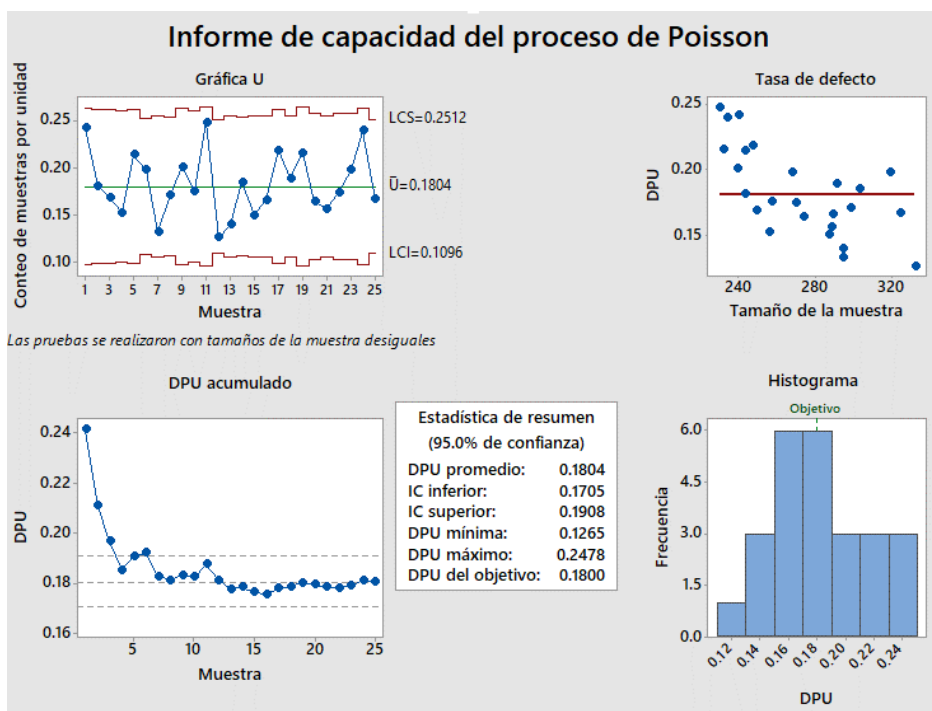 Informe de capacidad del proceso de Poisson
Gráfica U
Conteo de muestras por unidad
0.25
0.20
0.15
0.10
LCS=0.2512
U̅=0.1804
LCI=0.1096
1 3 5 7 9 11 13 15 17 19 21 23 25
Muestra
Las pruebas se realizaron con tamaños de la muestra desiguales
Tasa de defecto
DPU
0.25
0.20
0.15
240 280 320
Tamaño de la muestra
DPU acumulado
DPU
0.24
0.22
0.20
0.18
0.16
5 10 15 20 25
Muestra
Estadística de resumen
(95.0% de confianza)
DPU promedio: 0.1804
IC inferior: 0.1705
IC superior: 0.1908
DPU mínima: 0.1265
DPU máximo: 0.2478
DPU del objetivo: 0.1800
Histograma
Objetivo
Frecuencia
6.0
4.5
3.0
1.5
0.0
0.12 0.14 0.16 0.18 0.20 0.22 0.24
DPU